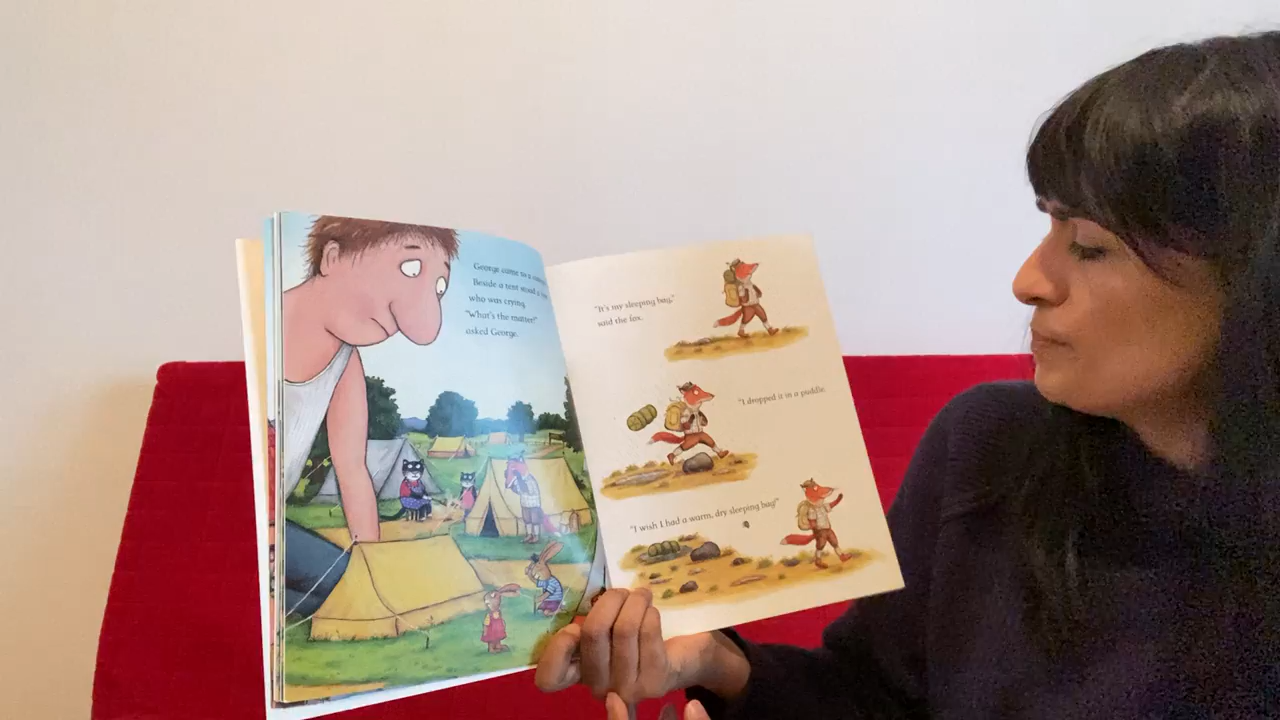 George came to a
Beside a tent stood a
who was crying.
"What's the matter?"
asked George.
"It's my sleeping bag,"
said the fox.
"I dropped it in a puddle.
"I wish I had a warm, dry sleeping bag!"